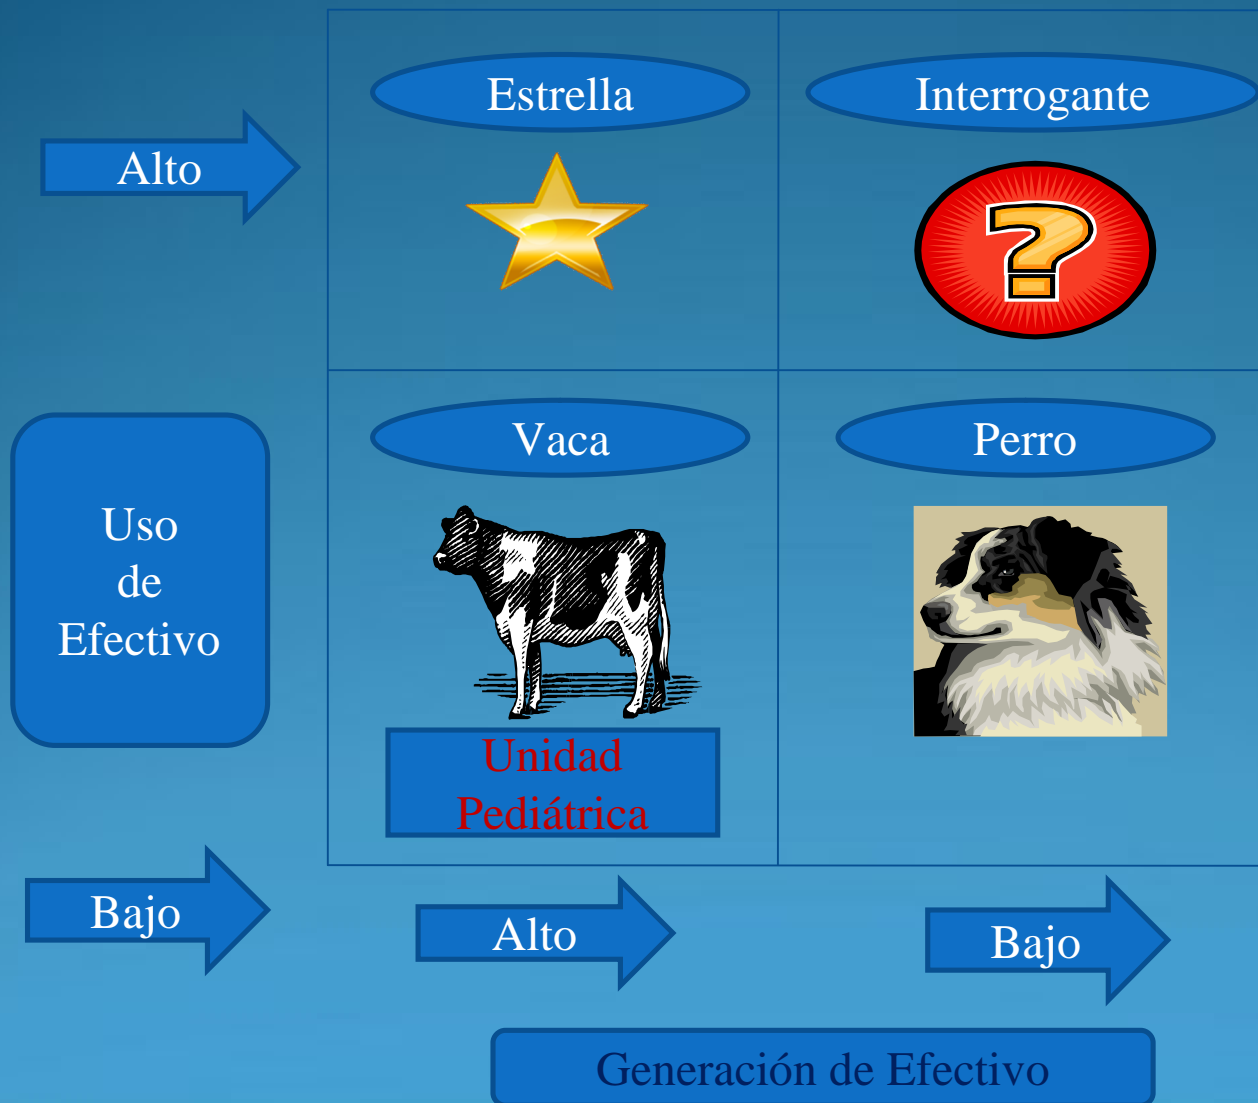 Estrella
Interrogante
Alto
?
Vaca
Perro
Uso
de
Efectivo
Unidad
Pediátrica
Bajo
Alto
Bajo
Generación de Efectivo